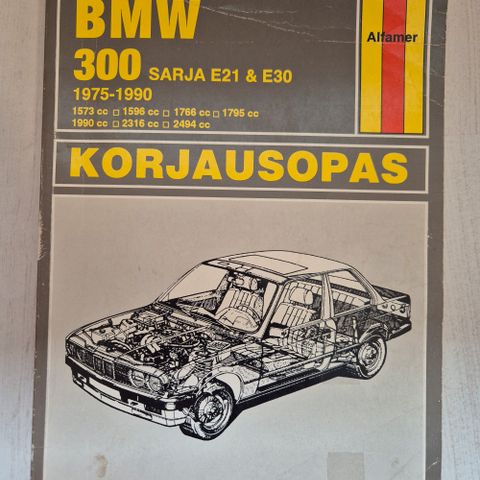 BMW
Alfamer
300 SARJA E21 & E30
1975-1990
1573 cc □ 1596 cc □ 1766 cc □ 1795 cc
1990 cc □ 2316 cc □ 2494 cc
KORJAUSOPAS